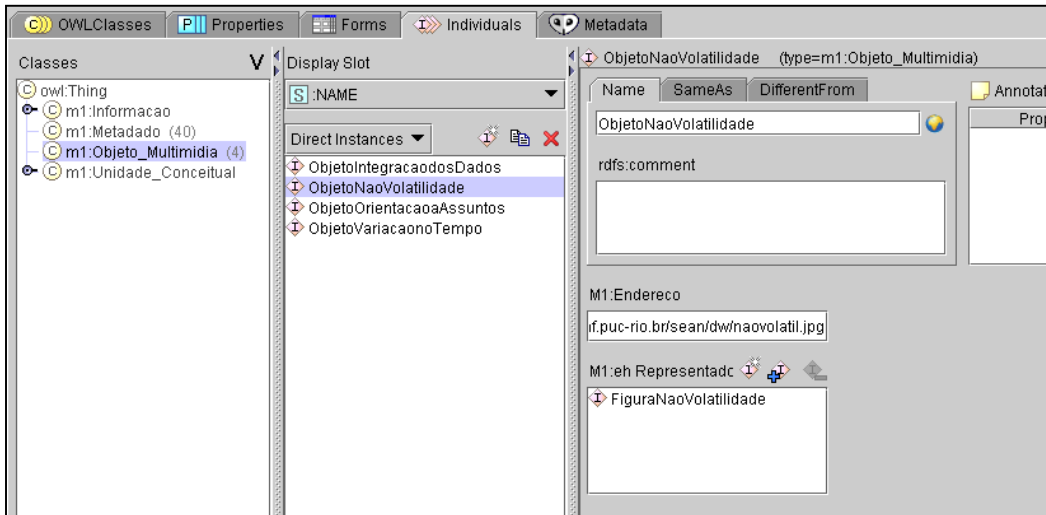 OWLClasses Properties Forms Individuals Metadata
Classes V
owl:Thing
m1:Informacao
m1:Metadado (40)
m1:Objeto_Multimidia (4)
m1:Unidade_Conceitual
Display Slot
S :NAME
Direct Instances
ObjetoIntegracaodosDados
ObjetoNaoVolatilidade
ObjetoOrientacaoaAssuntos
ObjetoVariacaonoTempo
ObjetoNaoVolatilidade (type=m1:Objeto_Multimidia)
Name SameAs DifferentFrom
ObjetoNaoVolatilidade
rdfs:comment
Annotat
Prop
M1:Endereco
nf.puc-rio.br/sean/dw/naovolatil.jpg
M1:eh Representadc
FiguraNaoVolatilidade